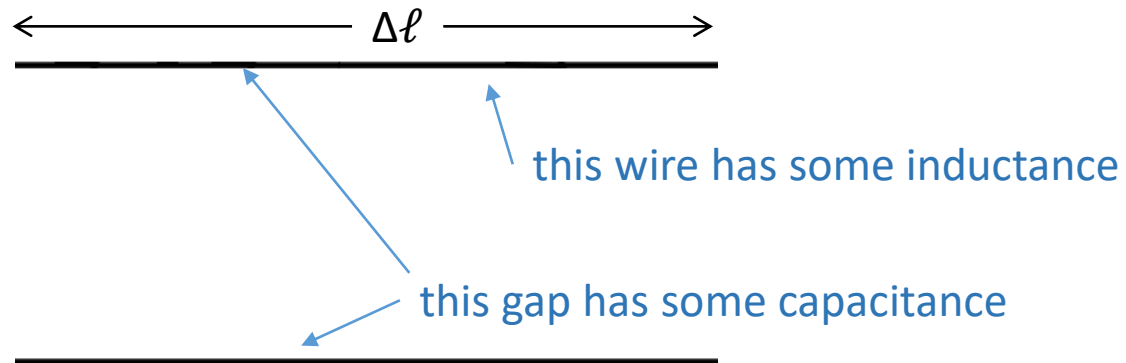 Δℓ
this wire has some inductance
this gap has some capacitance